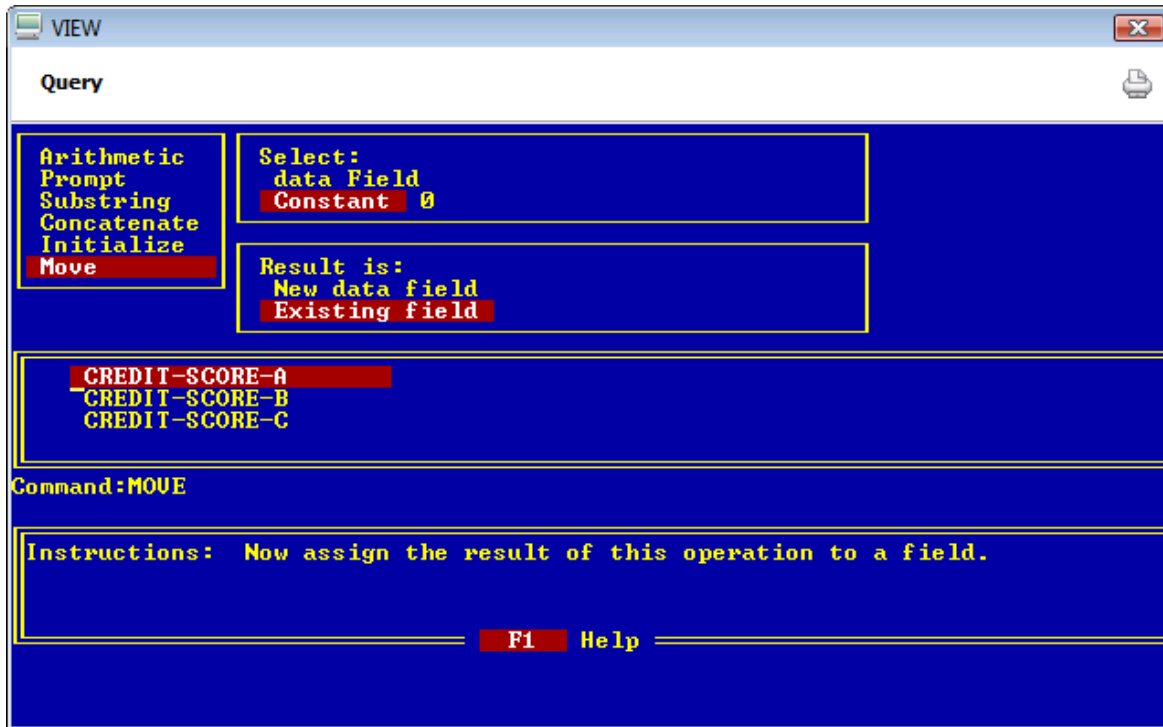 VIEW
Query
Arithmetic
Prompt
Substring
Concatenate
Initialize
Move
Select:
data Field
Constant 0
Result is:
New data field
Existing field
CREDIT-SCORE-A
CREDIT-SCORE-B
CREDIT-SCORE-C
Command:MOVE
Instructions: Now assign the result of this operation to a field.
F1 Help